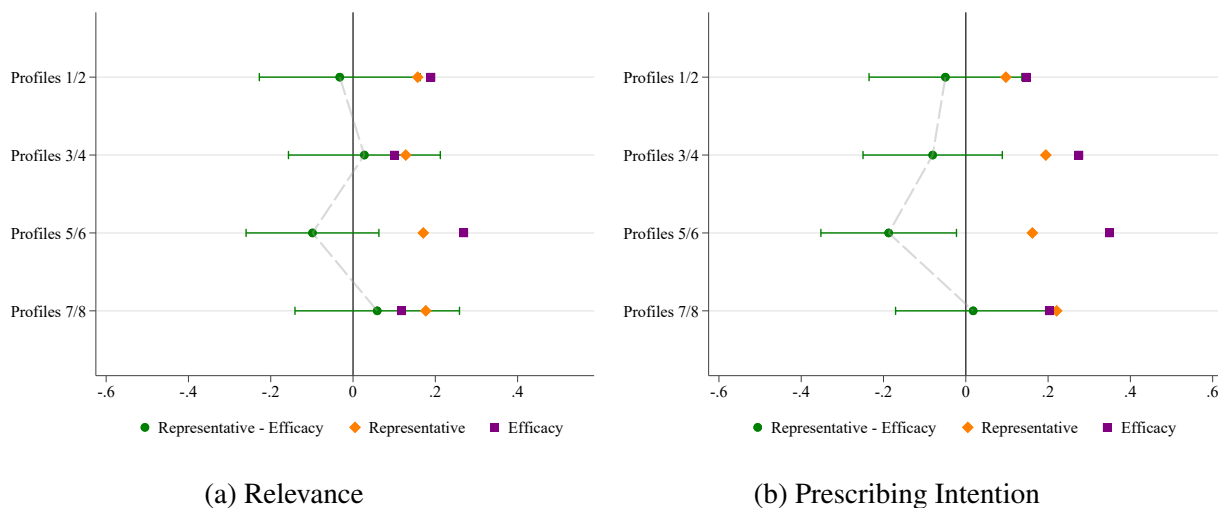 Profiles 1/2
Profiles 3/4
Profiles 5/6
Profiles 7/8
-.6 -.4 -.2 0 .2 .4
Representative - Efficacy Representative Efficacy
(a) Relevance
Profiles 1/2
Profiles 3/4
Profiles 5/6
Profiles 7/8
-.6 -.4 -.2 0 .2 .4 .6
Representative - Efficacy Representative Efficacy
(b) Prescribing Intention